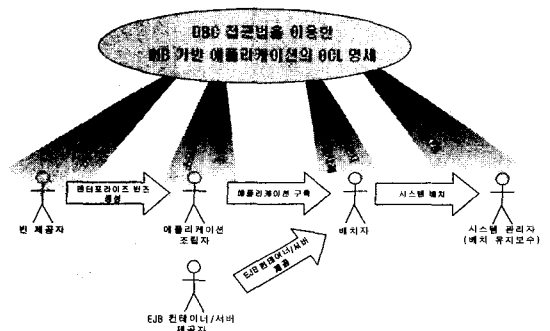 DBC 접근법을 이용한
EJB 기반 애플리케이션의 OCL 명세
엔터프라이즈 빈즈
애플리케이션 구축
시스템 배치
빈 제공자
애플리케이션
조립자
배치자
시스템 관리자
(배치 유지보수)
EJB 컨테이너/서버
제공
EJB 컨테이너/서버
제공자